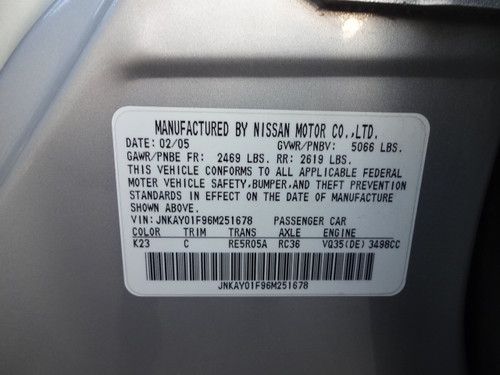 MANUFACTURED BY NISSAN MOTOR CO.,LTD.
DATE: 02/05 GVWR/PNBV: 5066 LBS.
GAWR/PNBE FR: 2469 LBS. RR: 2619 LBS.
THIS VEHICLE CONFORMS TO ALL APPLICABLE FEDERAL
MOTER VEHICLE SAFETY,BUMPER,AND THEFT PREVENTION
STANDARDS IN EFFECT ON THE DATE OF MANUFACTURE
SHOWN ABOVE.
VIN: JNKAY01F96M251678 PASSENGER CAR
COLOR TRIM TRANS AXLE ENGINE
K23 C RE5R05A RC36 VQ35(DE)3498CC
JNKAY01F96M251678